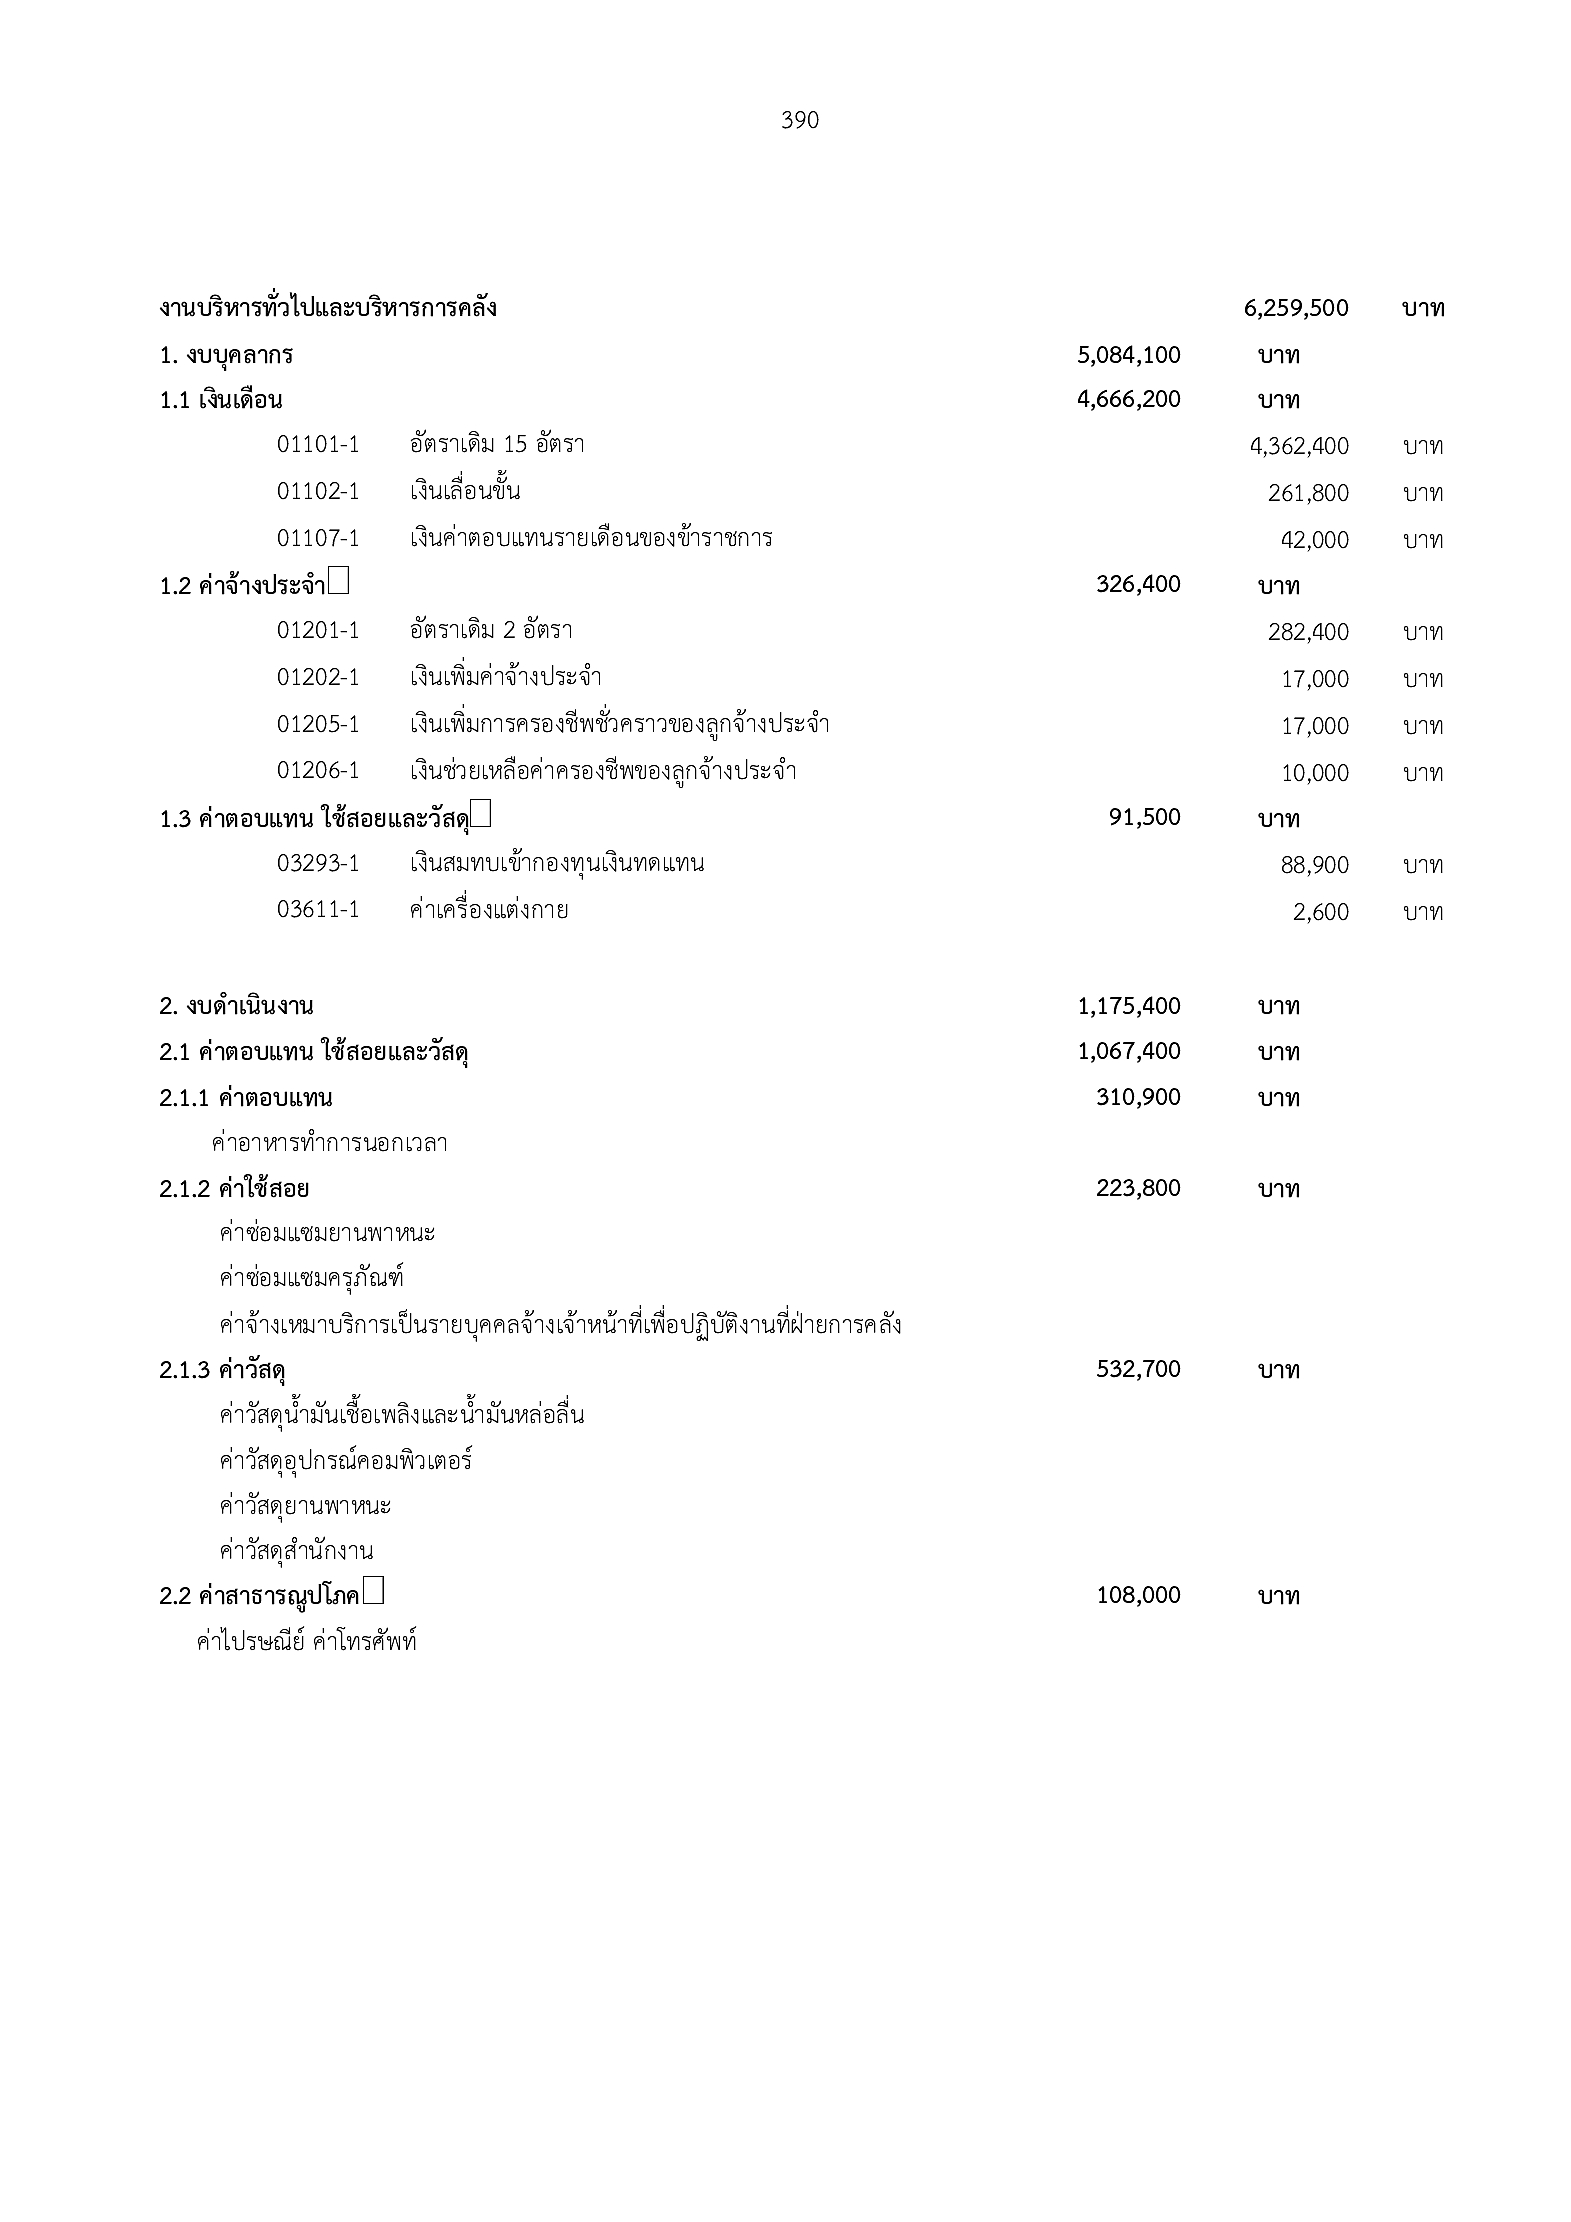 390
งานบริหารทั่วไปและบริหารการคลัง 6,259,500 บาท
1. งบบุคลากร 5,084,100 บาท
1.1 เงินเดือน 4,666,200 บาท
01101-1 อัตราเดิม 15 อัตรา 4,362,400 บาท
01102-1 เงินเลื่อนขั้น 261,800 บาท
01107-1 เงินค่าตอบแทนรายเดือนของข้าราชการ 42,000 บาท
1.2 ค่าจ้างประจำ 326,400 บาท
01201-1 อัตราเดิม 2 อัตรา 282,400 บาท
01202-1 เงินเพิ่มค่าจ้างประจำ 17,000 บาท
01205-1 เงินเพิ่มการครองชีพชั่วคราวของลูกจ้างประจำ 17,000 บาท
01206-1 เงินช่วยเหลือค่าครองชีพของลูกจ้างประจำ 10,000 บาท
1.3 ค่าตอบแทน ใช้สอยและวัสดุ 91,500 บาท
03293-1 เงินสมทบเข้ากองทุนเงินทดแทน 88,900 บาท
03611-1 ค่าเครื่องแต่งกาย 2,600 บาท
2. งบดำเนินงาน 1,175,400 บาท
2.1 ค่าตอบแทน ใช้สอยและวัสดุ 1,067,400 บาท
2.1.1 ค่าตอบแทน 310,900 บาท
ค่าอาหารทำการนอกเวลา
2.1.2 ค่าใช้สอย 223,800 บาท
ค่าซ่อมแซมยานพาหนะ
ค่าซ่อมแซมครุภัณฑ์
ค่าจ้างเหมาบริการเป็นรายบุคคลจ้างเจ้าหน้าที่เพื่อปฏิบัติงานที่ฝ่ายการคลัง
2.1.3 ค่าวัสดุ 532,700 บาท
ค่าวัสดุน้ำมันเชื้อเพลิงและน้ำมันหล่อลื่น
ค่าวัสดุอุปกรณ์คอมพิวเตอร์
ค่าวัสดุยานพาหนะ
ค่าวัสดุสำนักงาน
2.2 ค่าสาธารณูปโภค 108,000 บาท
ค่าไปรษณีย์ ค่าโทรศัพท์